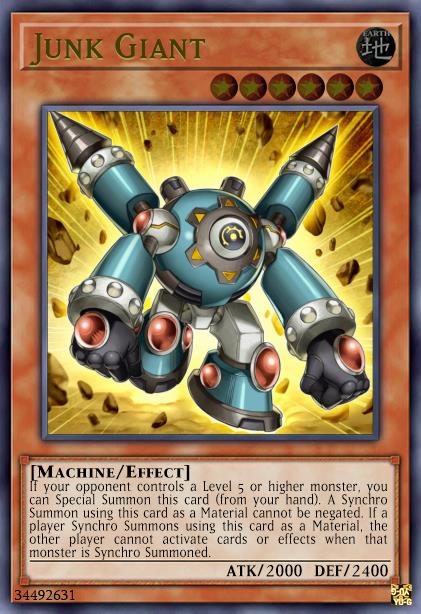 JUNK GIANT
EARTH
地
[MACHINE/EFFECT]
If your opponent controls a Level 5 or higher monster, you
can Special Summon this card (from your hand). A Synchro
Summon using this card as a Material cannot be negated. If a
player Synchro Summons using this card as a Material, the
other player cannot activate cards or effects when that
monster is Synchro Summoned.
ATK/2000 DEF/2400
34492631